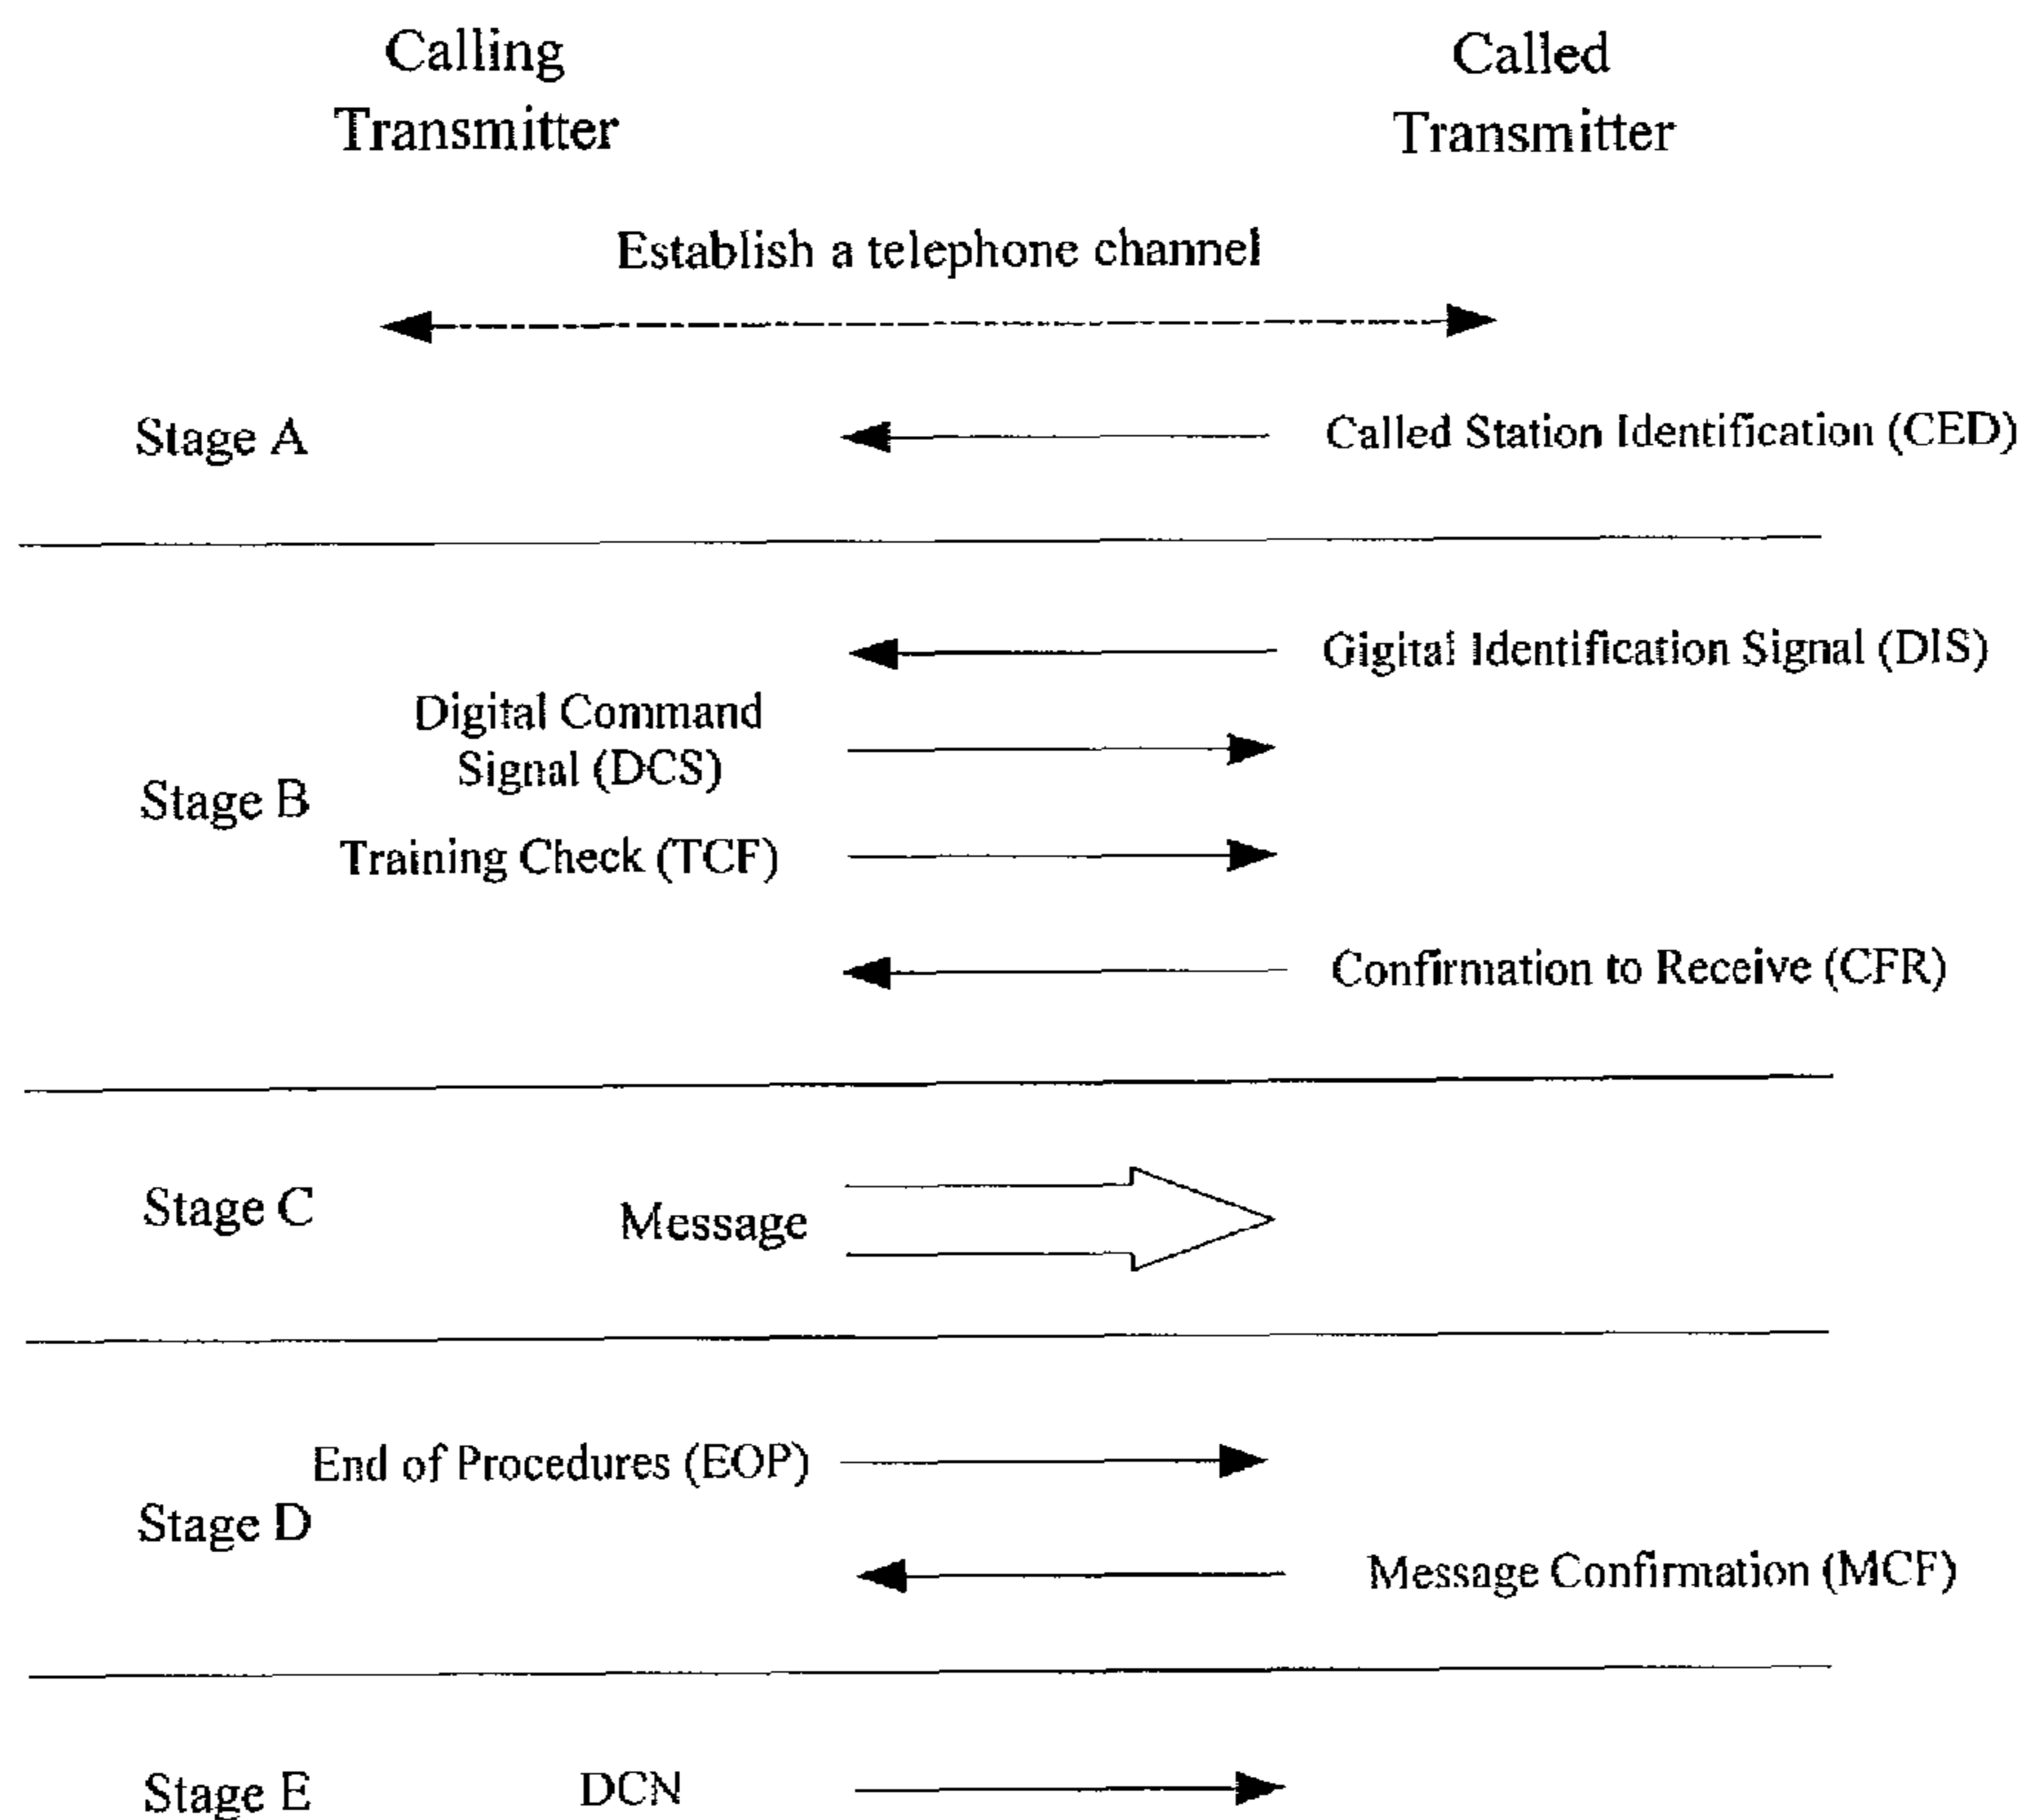 Calling
Transmitter
Called
Transmitter
Establish a telephone channel
Stage A
Called Station Identification (CED)
Gigital Identification Signal (DIS)
Digital Command
Signal (DCS)
Stage B
Training Check (TCF)
Confirmation to Receive (CFR)
Stage C
Message
End of Procedures (EOP)
Stage D
Message Confirmation (MCF)
Stage E
DCN